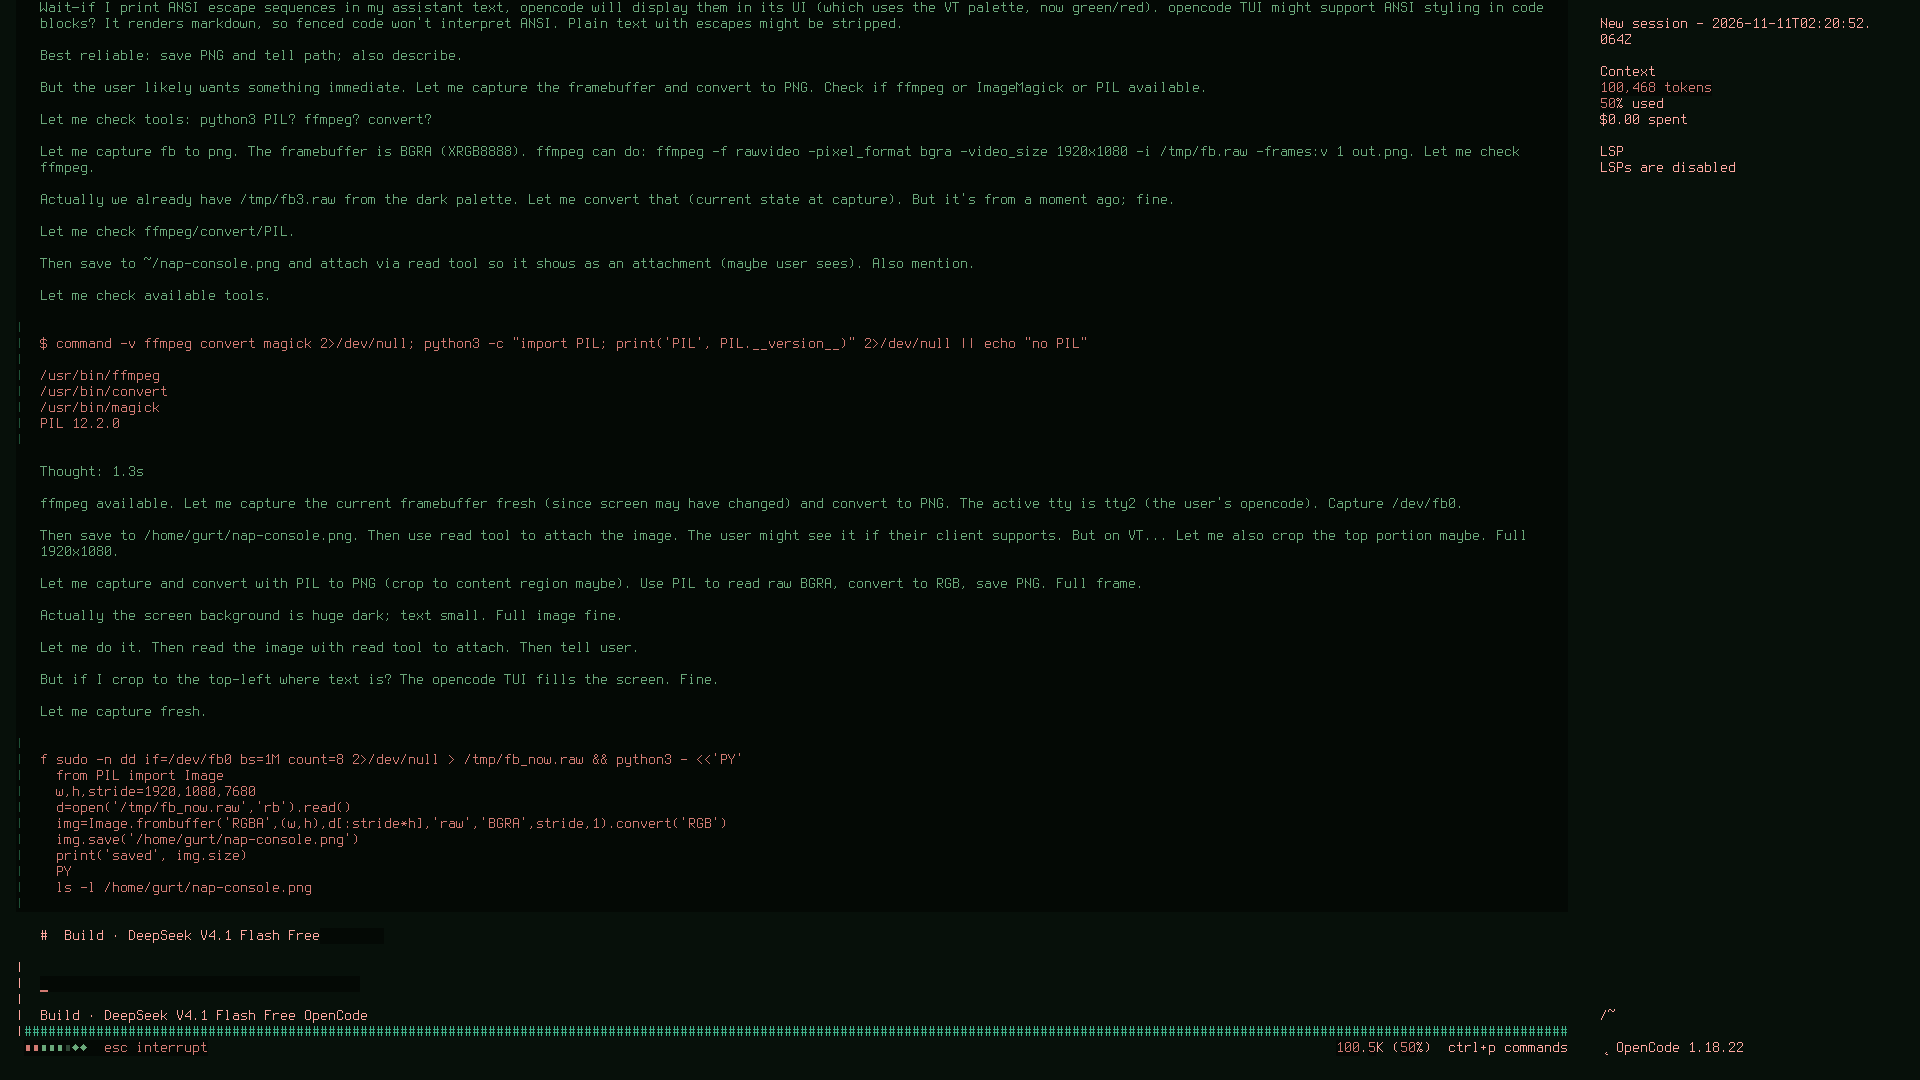 Wait-if I print ANSI escape sequences in my assistant text, opencode will display them in its UI (which uses the VT palette, now green/red). opencode TUI might support ANSI styling in code
blocks? It renders markdown, so fenced code won't interpret ANSI. Plain text with escapes might be stripped.
Best reliable: save PNG and tell path; also describe.
But the user likely wants something immediate. Let me capture the framebuffer and convert to PNG. Check if ffmpeg or ImageMagick or PIL available.
Let me check tools: python3 PIL? ffmpeg? convert?
Let me capture fb to png. The framebuffer is BGRA (XRGB8888). ffmpeg can do: ffmpeg -f rawvideo -pixel_format bgra -video_size 1920x1080 -i /tmp/fb.raw -frames:v 1 out.png. Let me check
ffmpeg.
Actually we already have /tmp/fb3.raw from the dark palette. Let me convert that (current state at capture). But it's from a moment ago; fine.
Let me check ffmpeg/convert/PIL.
Then save to ~/nap-console.png and attach via read tool so it shows as an attachment (maybe user sees). Also mention.
Let me check available tools.
$ command -v ffmpeg convert magick 2>/dev/null; python3 -c "import PIL; print('PIL', PIL.__version__)" 2>/dev/null || echo "no PIL"
/usr/bin/ffmpeg
/usr/bin/convert
/usr/bin/magick
PIL 12.2.0
Thought: 1.3s
ffmpeg available. Let me capture the current framebuffer fresh (since screen may have changed) and convert to PNG. The active tty is tty2 (the user's opencode). Capture /dev/fb0.
Then save to /home/gurt/nap-console.png. Then use read tool to attach the image. The user might see it if their client supports. But on VT... Let me also crop the top portion maybe. Full
1920x1080.
Let me capture and convert with PIL to PNG (crop to content region maybe). Use PIL to read raw BGRA, convert to RGB, save PNG. Full frame.
Actually the screen background is huge dark; text small. Full image fine.
Let me do it. Then read the image with read tool to attach. Then tell user.
But if I crop to the top-left where text is? The opencode TUI fills the screen. Fine.
Let me capture fresh.
f sudo -n dd if=/dev/fb0 bs=1M count=8 2>/dev/null > /tmp/fb_now.raw && python3 - <<'PY'
from PIL import Image
w,h,stride=1920,1080,7680
d=open('/tmp/fb_now.raw','rb').read()
img=Image.frombuffer('RGBA',(w,h),d[:stride*h],'raw','BGRA',stride,1).convert('RGB')
img.save('/home/gurt/nap-console.png')
print('saved', img.size)
PY
ls -l /home/gurt/nap-console.png
# Build · DeepSeek V4.1 Flash Free
Build · DeepSeek V4.1 Flash Free OpenCode
esc interrupt
100.5K (50%) ctrl+p commands
New session - 2026-11-11T02:20:52.
064Z
Context
100,468 tokens
50% used
$0.00 spent
LSP
LSPs are disabled
/~
OpenCode 1.18.22